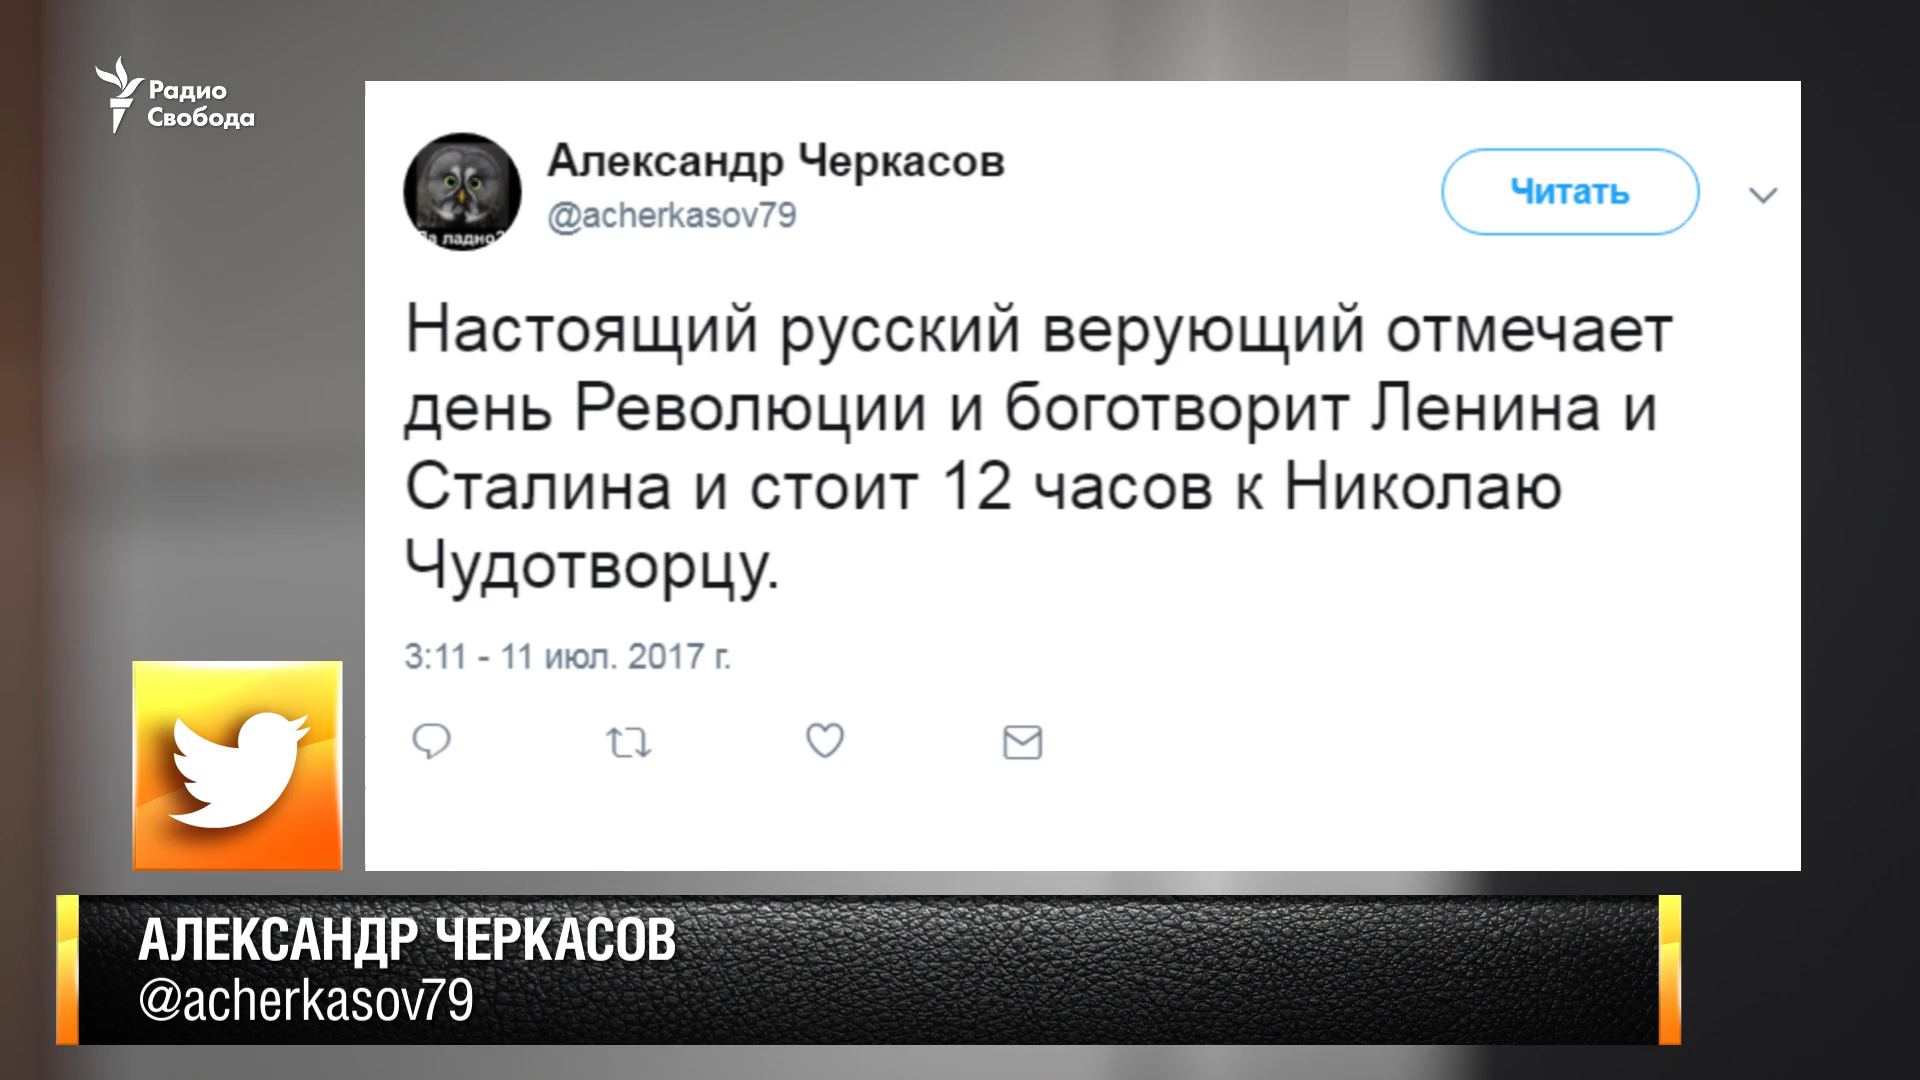 Радио
Свобода
Александр Черкасов
@acherkasov79
Читать
а ладно?
Настоящий русский верующий отмечает
день Революции и боготворит Ленина и
Сталина и стоит 12 часов к Николаю
Чудотворцу.
3:11 - 11 июл. 2017 г.
АЛЕКСАНДР ЧЕРКАСОВ
@acherkasov79